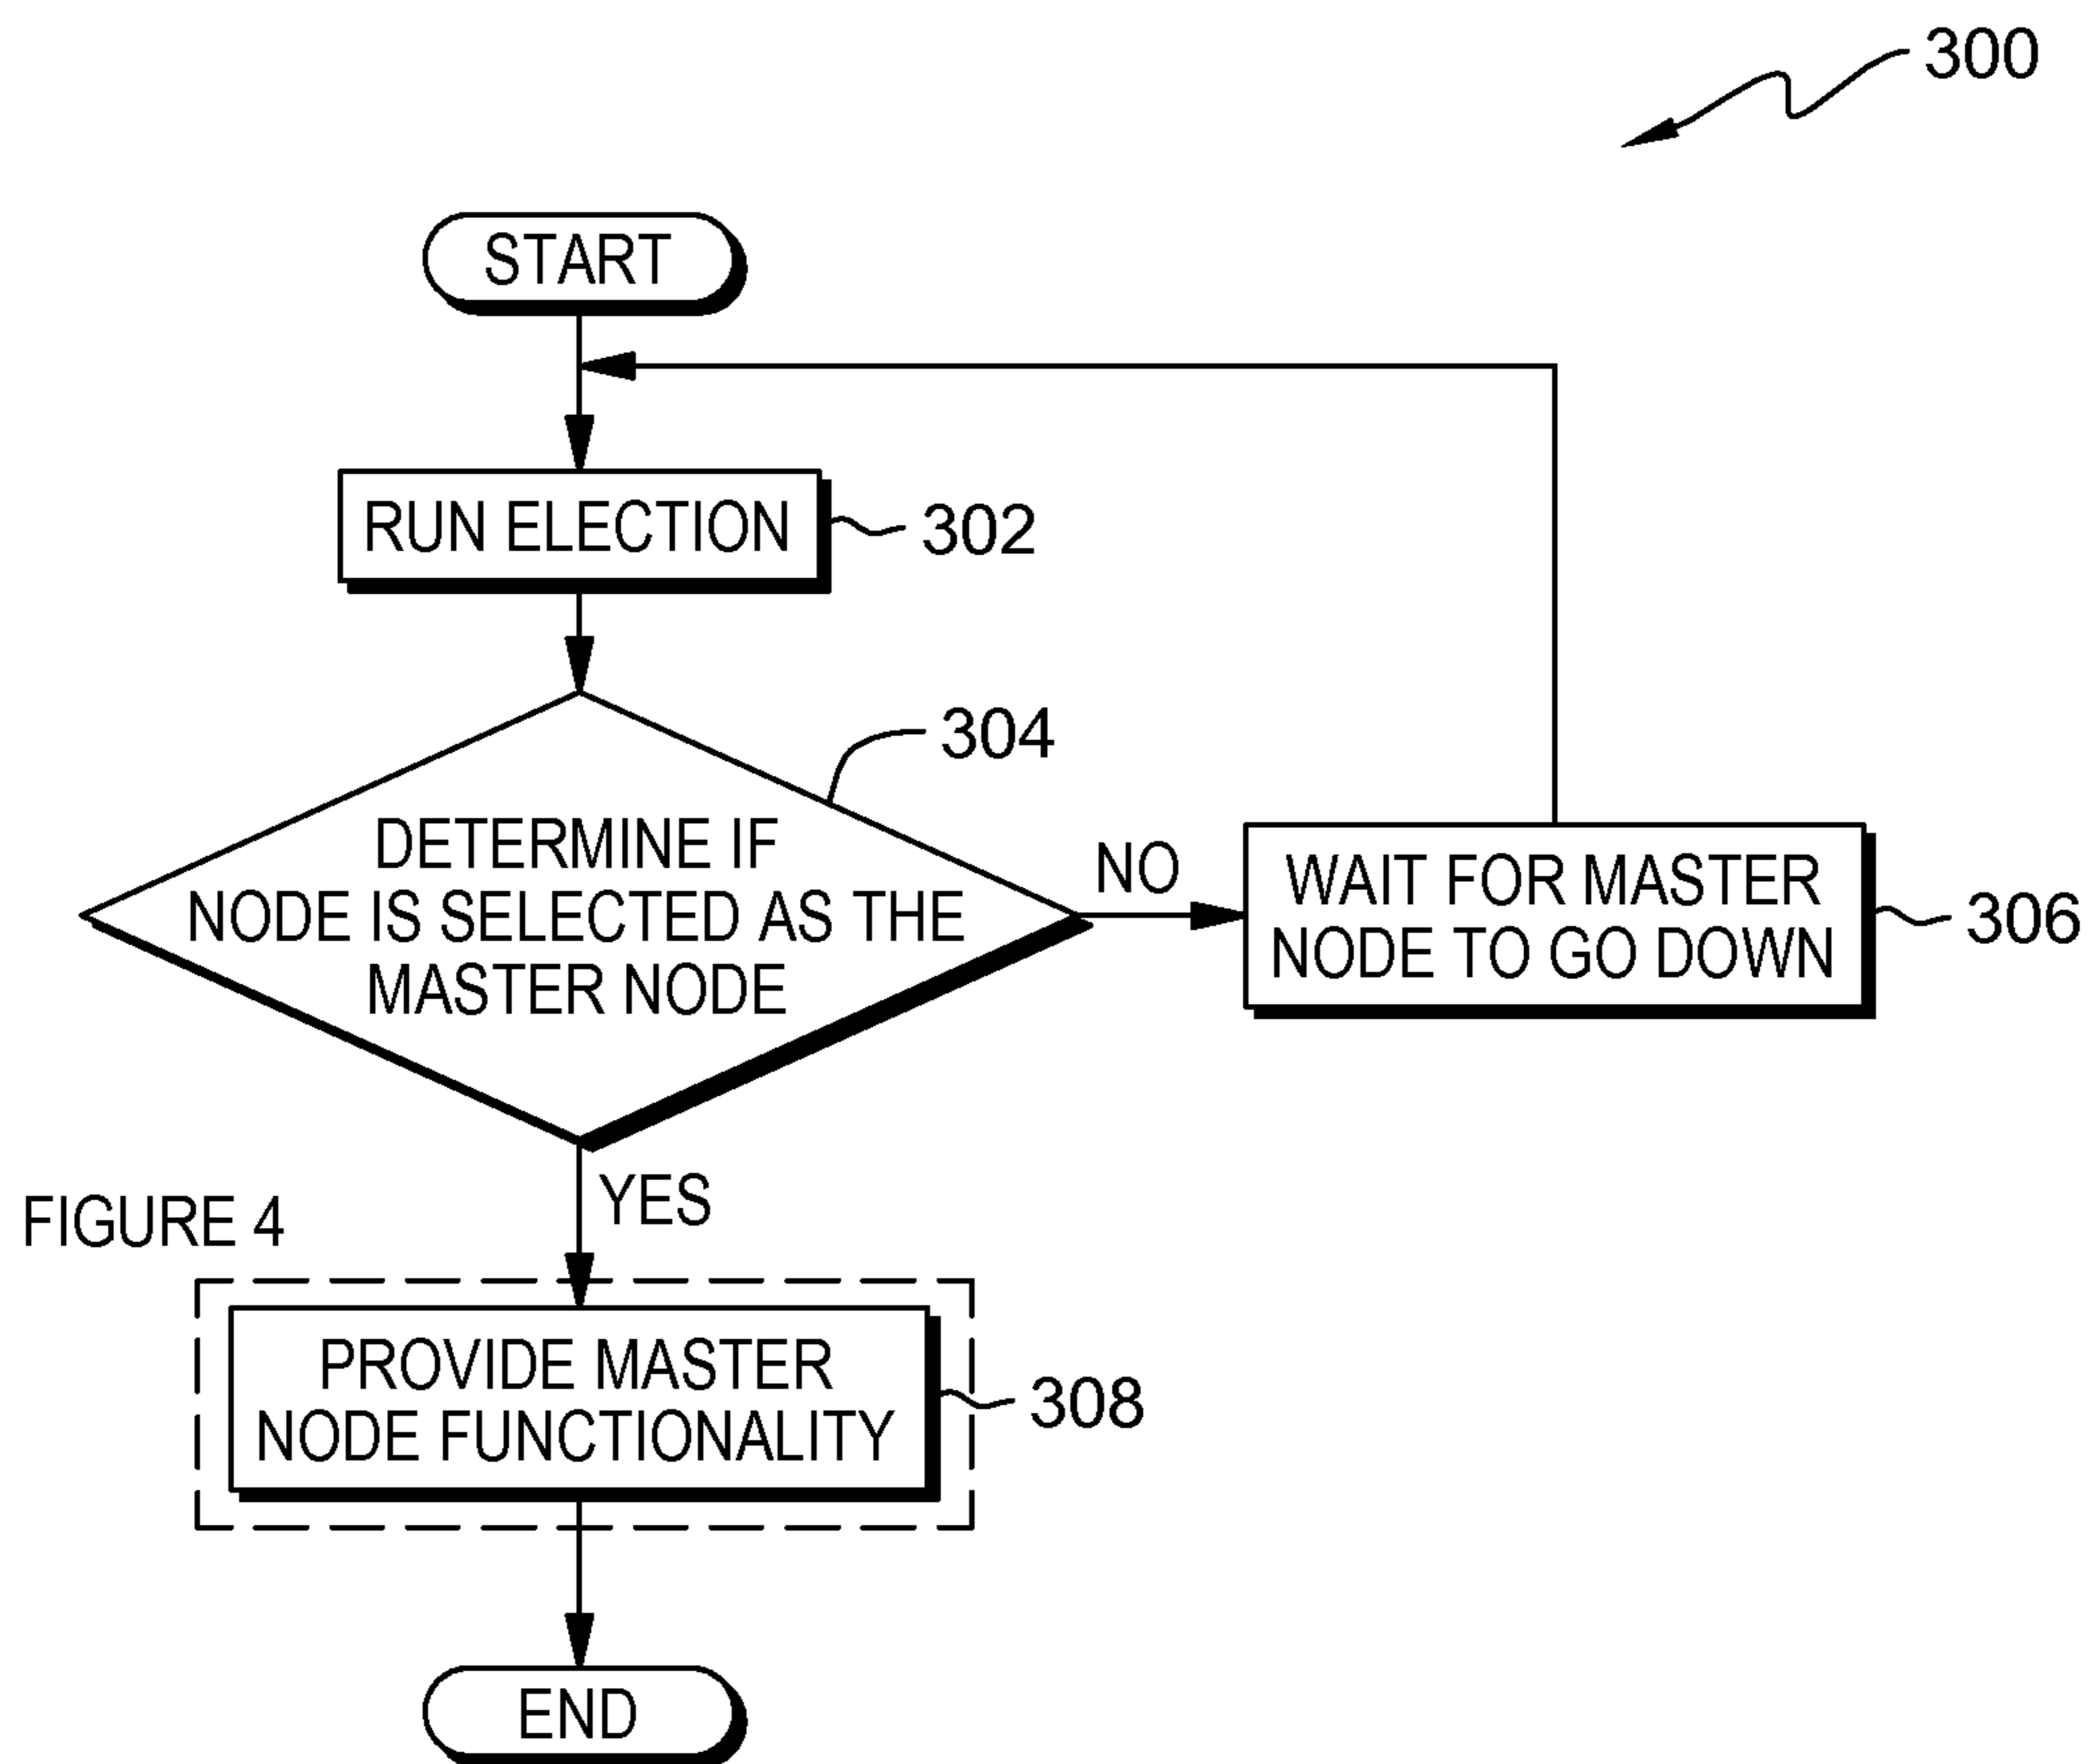 300
START
RUN ELECTION
302
304
DETERMINE IF
NODE IS SELECTED AS THE
MASTER NODE
NO
WAIT FOR MASTER
NODE TO GO DOWN
306
YES
FIGURE 4
PROVIDE MASTER
NODE FUNCTIONALITY
308
END